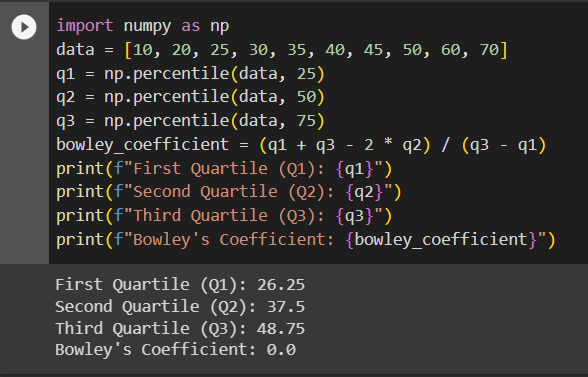 import numpy as np
data = [10, 20, 25, 30, 35, 40, 45, 50, 60, 70]
q1 = np.percentile(data, 25)
q2 = np.percentile(data, 50)
q3 = np.percentile(data, 75)
bowley_coefficient = (q1 + q3 - 2 * q2) / (q3 - q1)
print(f"First Quartile (Q1): {q1}")
print(f"Second Quartile (Q2): {q2}")
print(f"Third Quartile (Q3): {q3}")
print(f"Bowley's Coefficient: {bowley_coefficient}")
First Quartile (Q1): 26.25
Second Quartile (Q2): 37.5
Third Quartile (Q3): 48.75
Bowley's Coefficient: 0.0